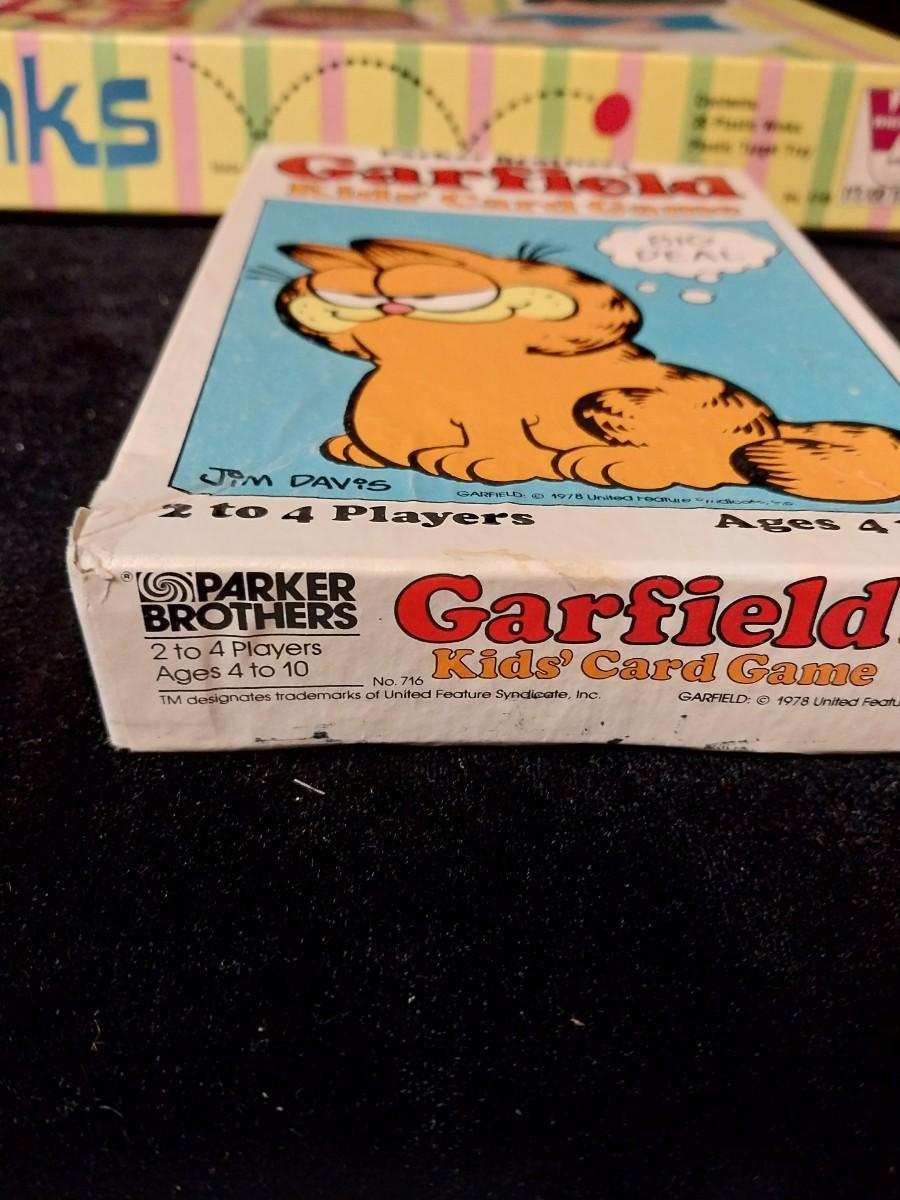 nks
Garfield
Kids' Card Game
BIG
DEAL
JIM DAVIS
GARFIELD: © 1978 United Feature
2 to 4 Players
Ages 4
® PARKER
BROTHERS
2 to 4 Players
Ages 4 to 10
No. 716
TM designates trademarks of United Feature Syndicate, Inc.
Garfield
Kids' Card Game
GARFIELD: © 1978 United Featu